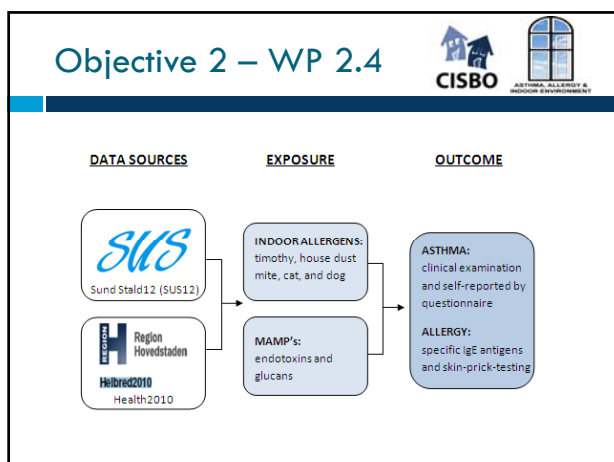 Objective 2 – WP 2.4
CISBO
ASTHMA, ALLERGY &
INDOOR ENVIRONMENT
DATA SOURCES
EXPOSURE
OUTCOME
SUS
Sund Stald12 (SUS12)
REGION
H
Region
Hovedstaden
Helbred2010
Health2010
INDOOR ALLERGENS:
timothy, house dust
mite, cat, and dog
MAMP's:
endotoxins and
glucans
ASTHMA:
clinical examination
and self-reported by
questionnaire
ALLERGY:
specific IgE antigens
and skin-prick-testing